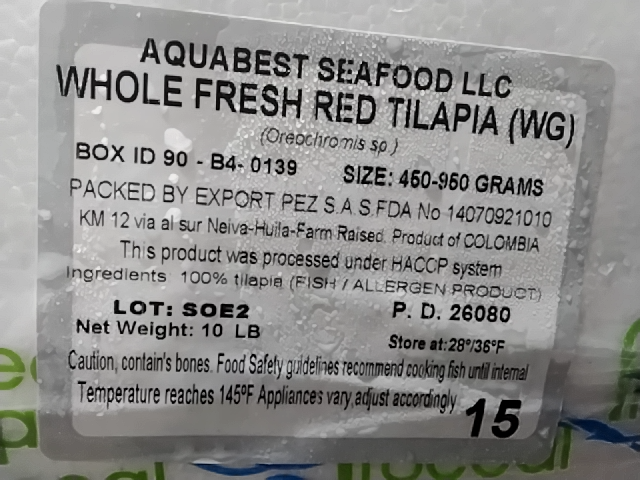 AQUABEST SEAFOOD LLC
WHOLE FRESH RED TILAPIA (WG)
(Oreochromis sp.)
BOX ID 90 - B4- 0139 SIZE: 450-950 GRAMS
PACKED BY EXPORT PEZ S.A.S.FDA No 14070921010
KM 12 via al sur Neiva-Huila-Farm Raised. Product of COLOMBIA
This product was processed under HACCP system
Ingredients: 100% tilapia (FISH / ALLERGEN PRODUCT)
LOT: SOE2 P. D. 26080
Net Weight: 10 LB Store at: 28°/36°F
Caution, contain's bones. Food Safety guidelines recommend cooking fish until internal
Temperature reaches 145ºF Appliances vary,adjust accordingly
15